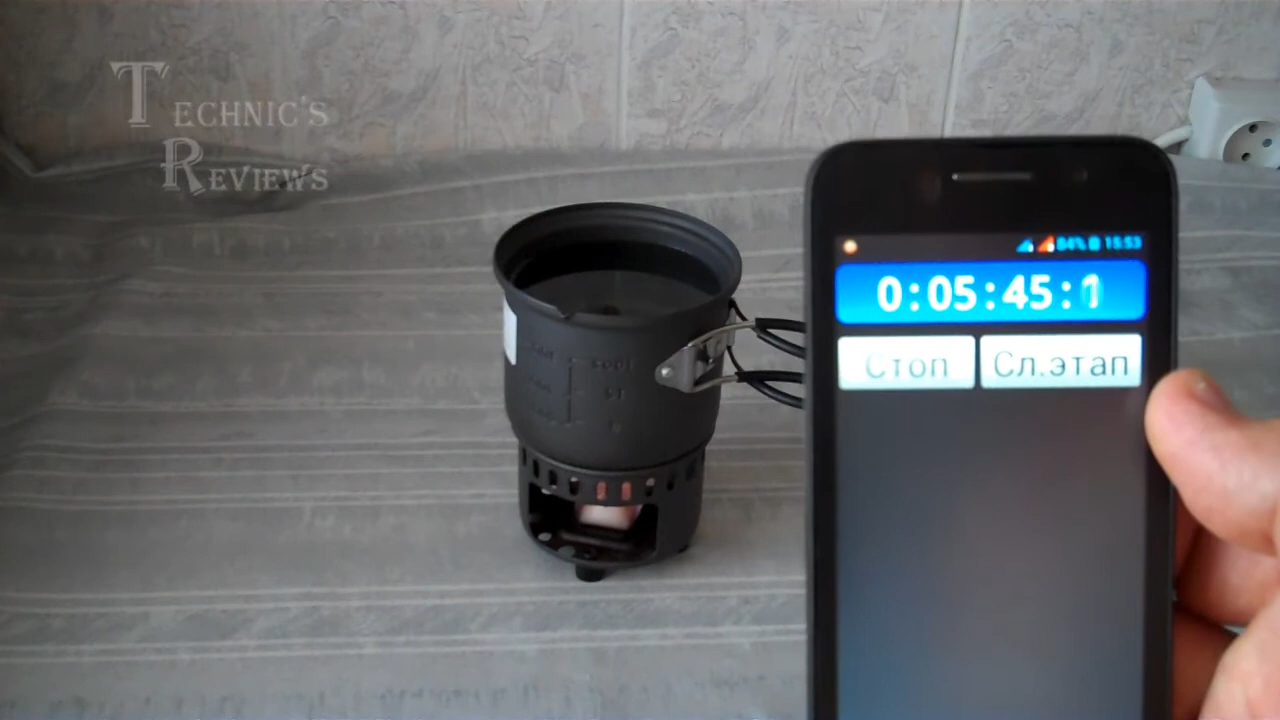 Technic's
Reviews
84% 15:53
0:05:45:1
Стоп
Сл.этап